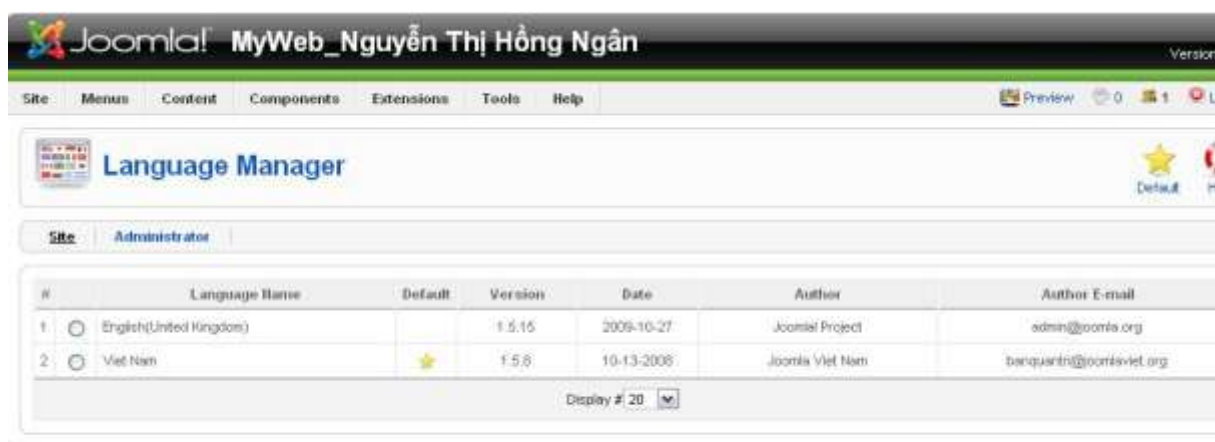 Joomla! MyWeb_Nguyễn Thị Hồng Ngân
Version
Site Menus Content Components Extensions Tools Help Preview 0 1 L
Language Manager
Default H
Site Administrator
# Language Name Default Version Date Author Author E-mail
1 English(United Kingdom) 1.5.15 2009-10-27 Joomla! Project admin@joomla.org
2 Viet Nam 1.5.8 10-13-2008 Joomla Viet Nam banquantri@joomlaviet.org
Display # 20